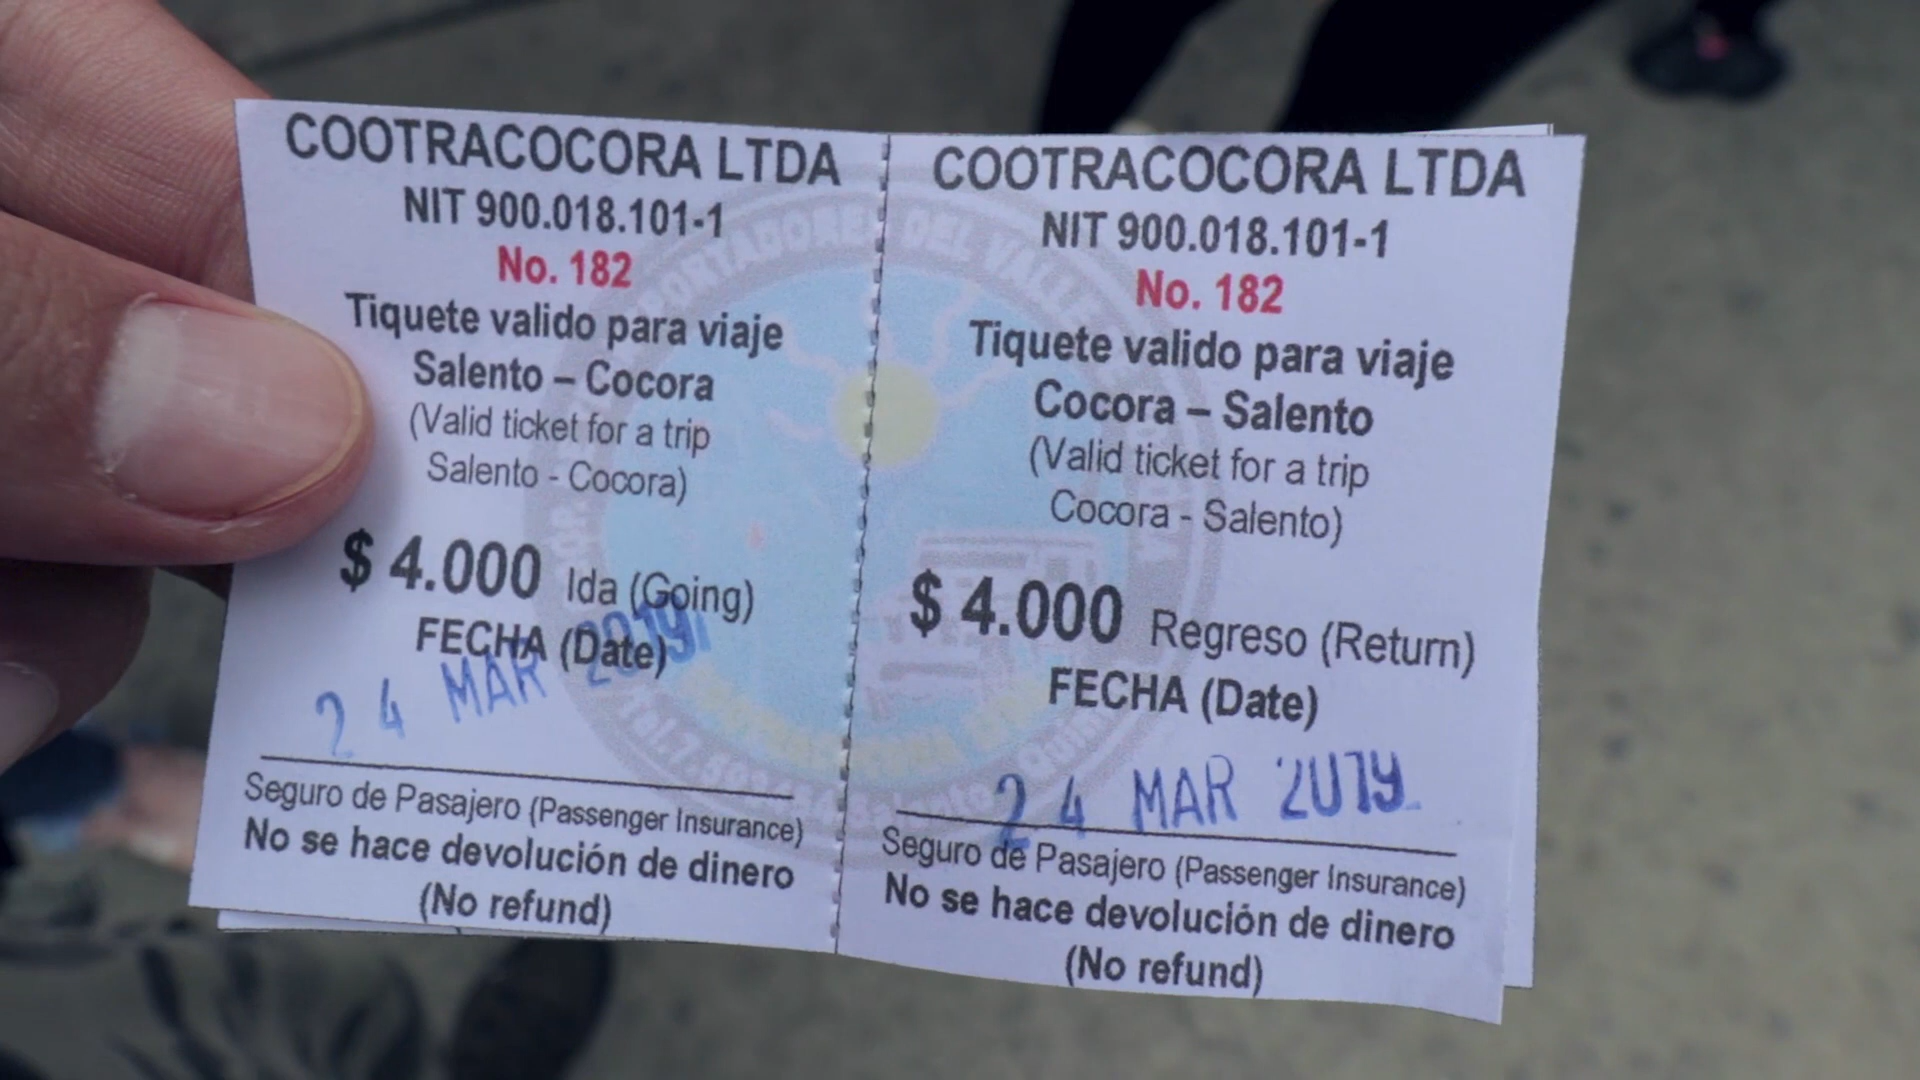 COOTRACOCORA LTDA
NIT 900.018.101-1
No. 182
Tiquete valido para viaje
Salento – Cocora
(Valid ticket for a trip
Salento - Cocora)
$ 4.000 Ida (Going)
FECHA (Date)
24 MAR 2019
Seguro de Pasajero (Passenger Insurance)
No se hace devolución de dinero
(No refund)
COOTRACOCORA LTDA
NIT 900.018.101-1
No. 182
Tiquete valido para viaje
Cocora – Salento
(Valid ticket for a trip
Cocora - Salento)
$ 4.000 Regreso (Return)
FECHA (Date)
24 MAR 2019
Seguro de Pasajero (Passenger Insurance)
No se hace devolución de dinero
(No refund)
DEL VALLE